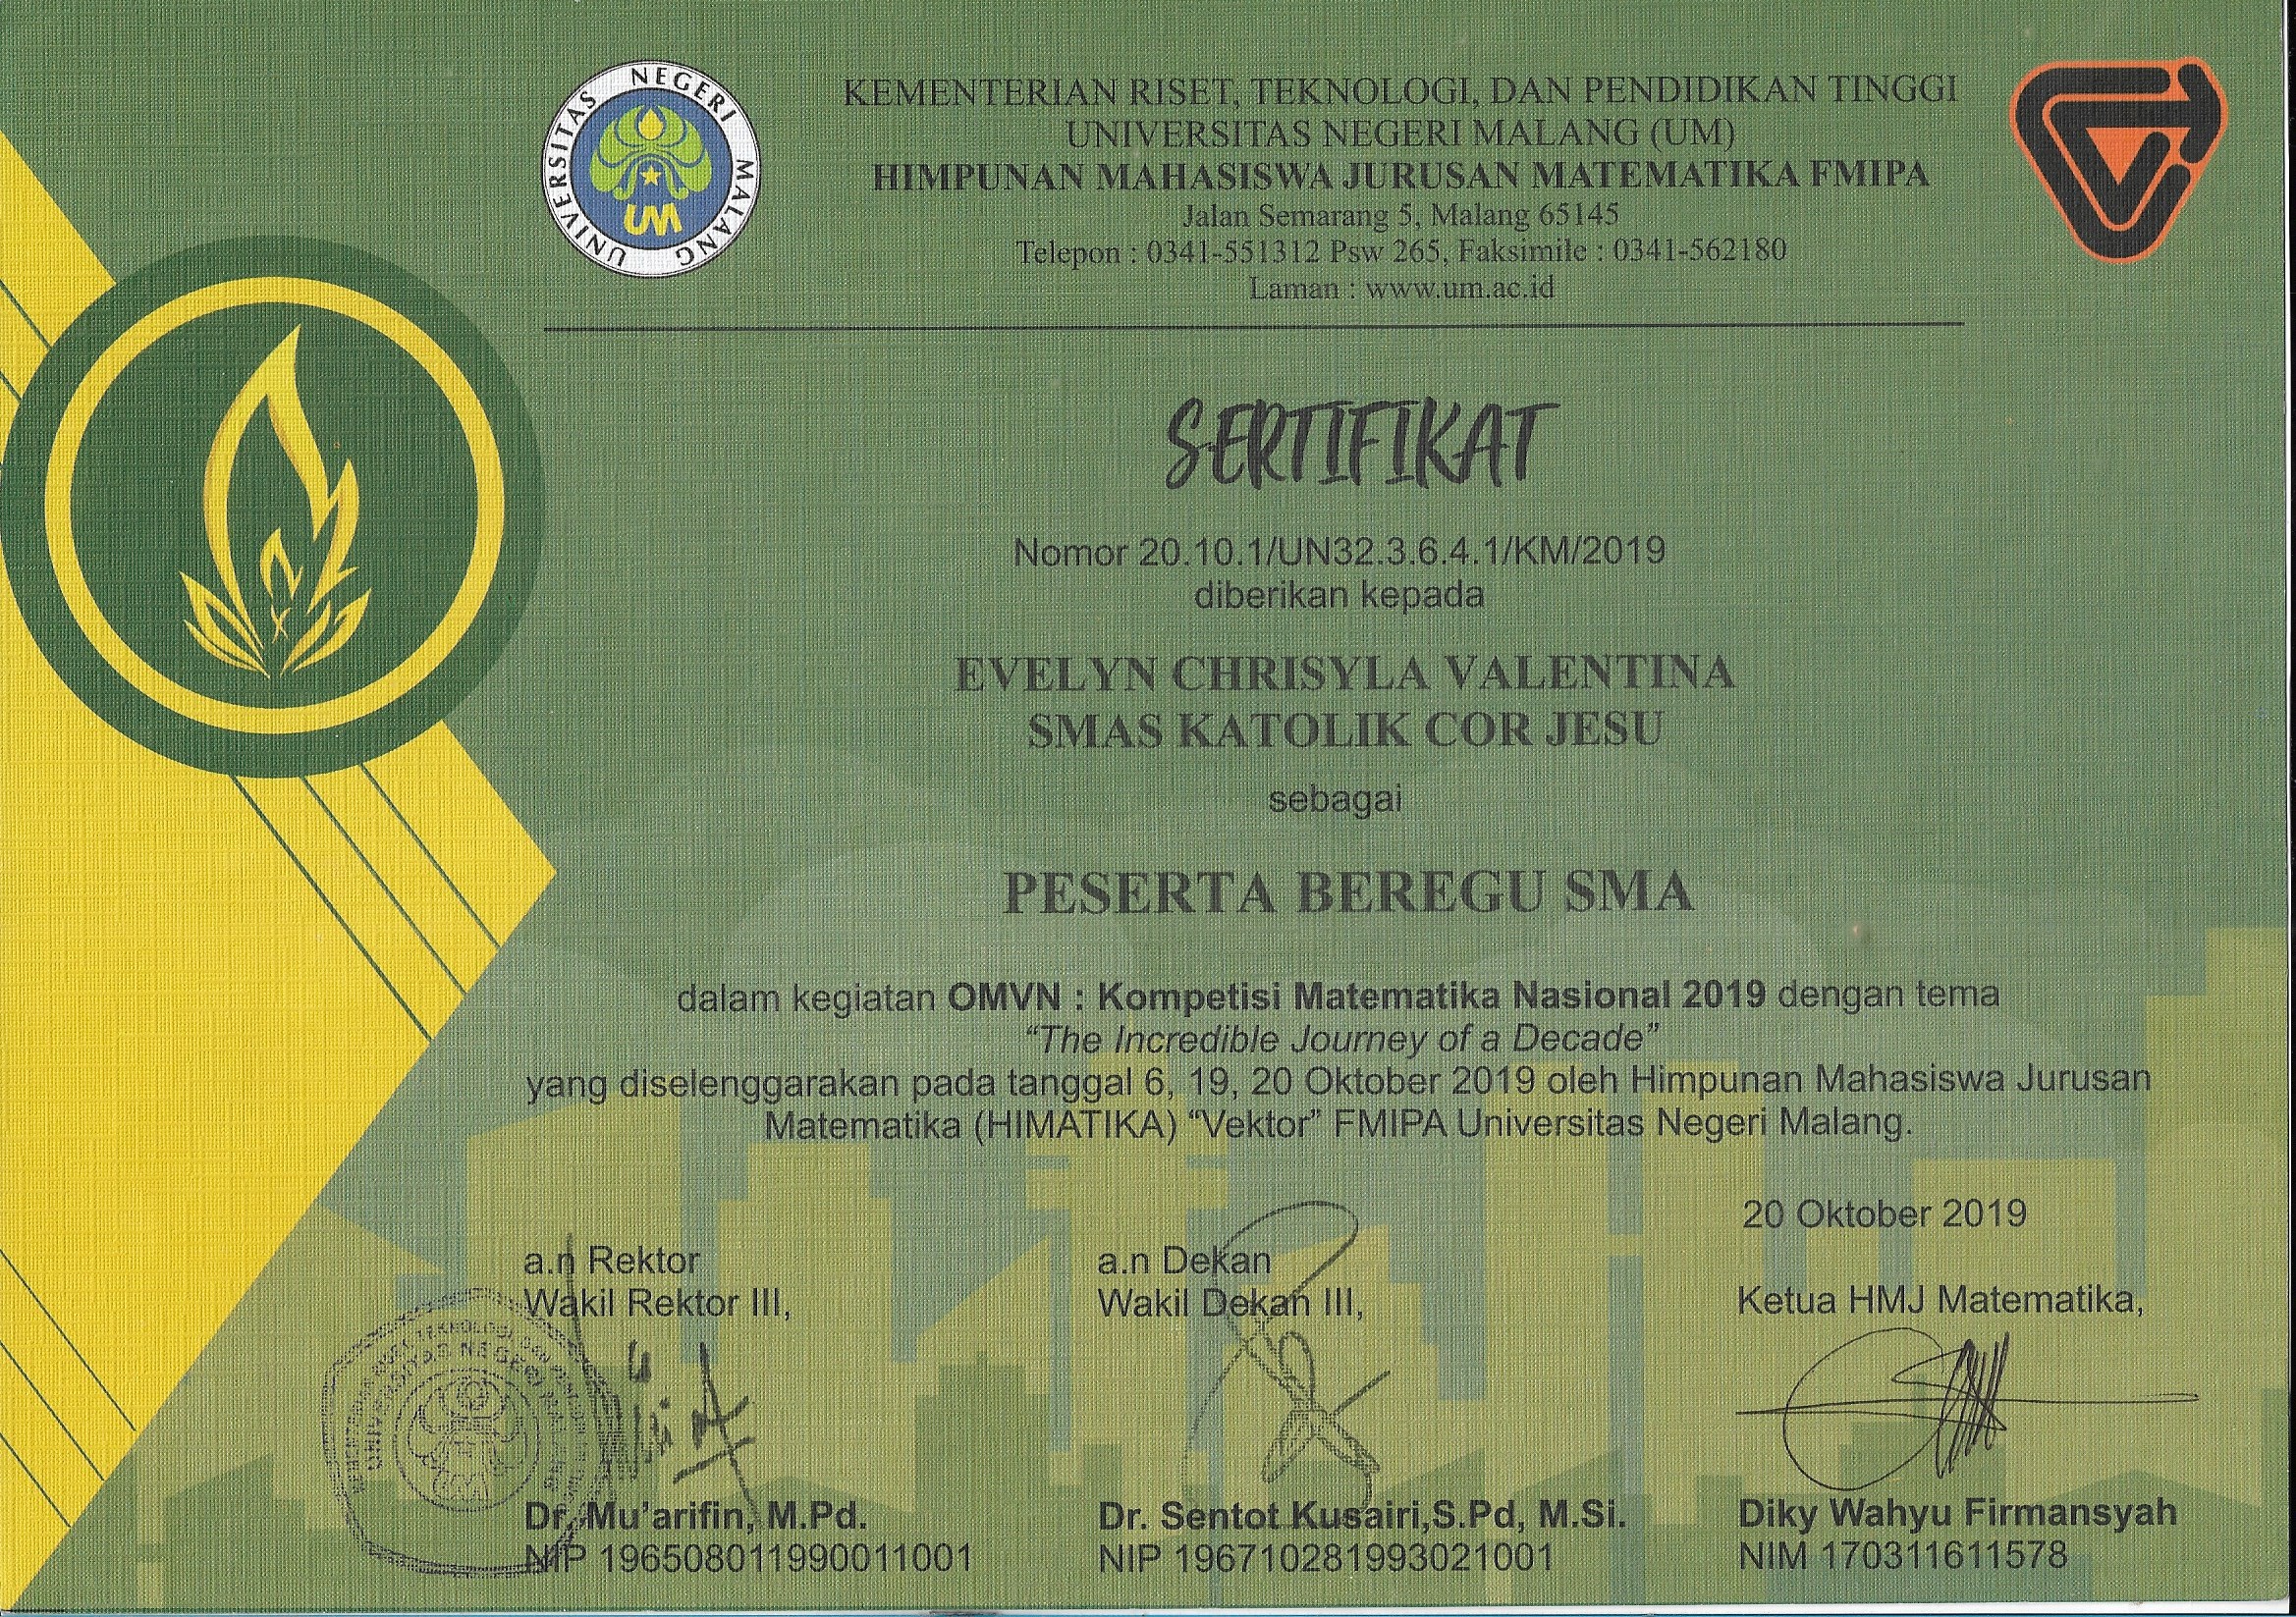 UNIVERSITAS NEGERI MALANG
UM
KEMENTERIAN RISET, TEKNOLOGI, DAN PENDIDIKAN TINGGI
UNIVERSITAS NEGERI MALANG (UM)
HIMPUNAN MAHASISWA JURUSAN MATEMATIKA FMIPA
Jalan Semarang 5, Malang 65145
Telepon : 0341-551312 Psw 265, Faksimile : 0341-562180
Laman : www.um.ac.id
SERTIFIKAT
Nomor 20.10.1/UN32.3.6.4.1/KM/2019
diberikan kepada
EVELYN CHRISYLA VALENTINA
SMAS KATOLIK COR JESU
sebagai
PESERTA BEREGU SMA
dalam kegiatan OMVN : Kompetisi Matematika Nasional 2019 dengan tema
“The Incredible Journey of a Decade”
yang diselenggarakan pada tanggal 6, 19, 20 Oktober 2019 oleh Himpunan Mahasiswa Jurusan
Matematika (HIMATIKA) “Vektor” FMIPA Universitas Negeri Malang.
20 Oktober 2019
a.n Rektor
Wakil Rektor III,
a.n Dekan
Wakil Dekan III,
Ketua HMJ Matematika,
UNIVERSITAS NEGERI
Dr. Mu’arifin, M.Pd.
NIP 196508011990011001
Dr. Sentot Kusairi,S.Pd, M.Si.
NIP 196710281993021001
Diky Wahyu Firmansyah
NIM 170311611578